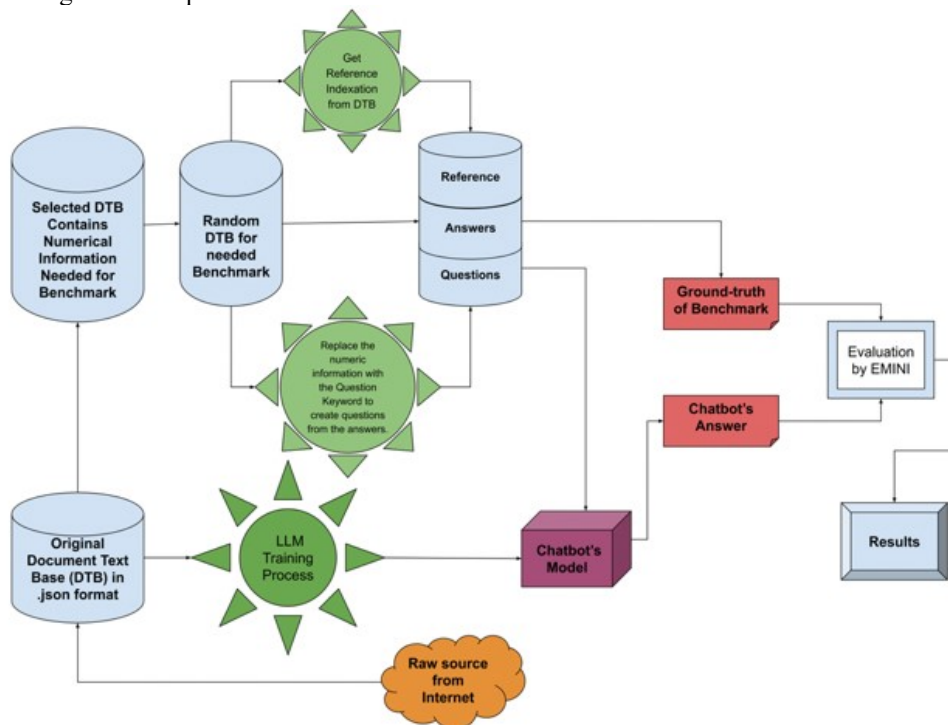 Get
Reference
Indexation
from DTB
Selected DTB
Contains
Numerical
Information
Needed for
Benchmark
Random
DTB for
needed
Benchmark
Reference
Answers
Questions
Ground-truth
of Benchmark
Evaluation
by EMINI
Replace the
numeric
information with
the Question
Keyword to
create questions
from the answers.
Chatbot's
Answer
Original
Document Text
Base (DTB) in
.json format
LLM
Training
Process
Chatbot's
Model
Results
Raw source
from
Internet